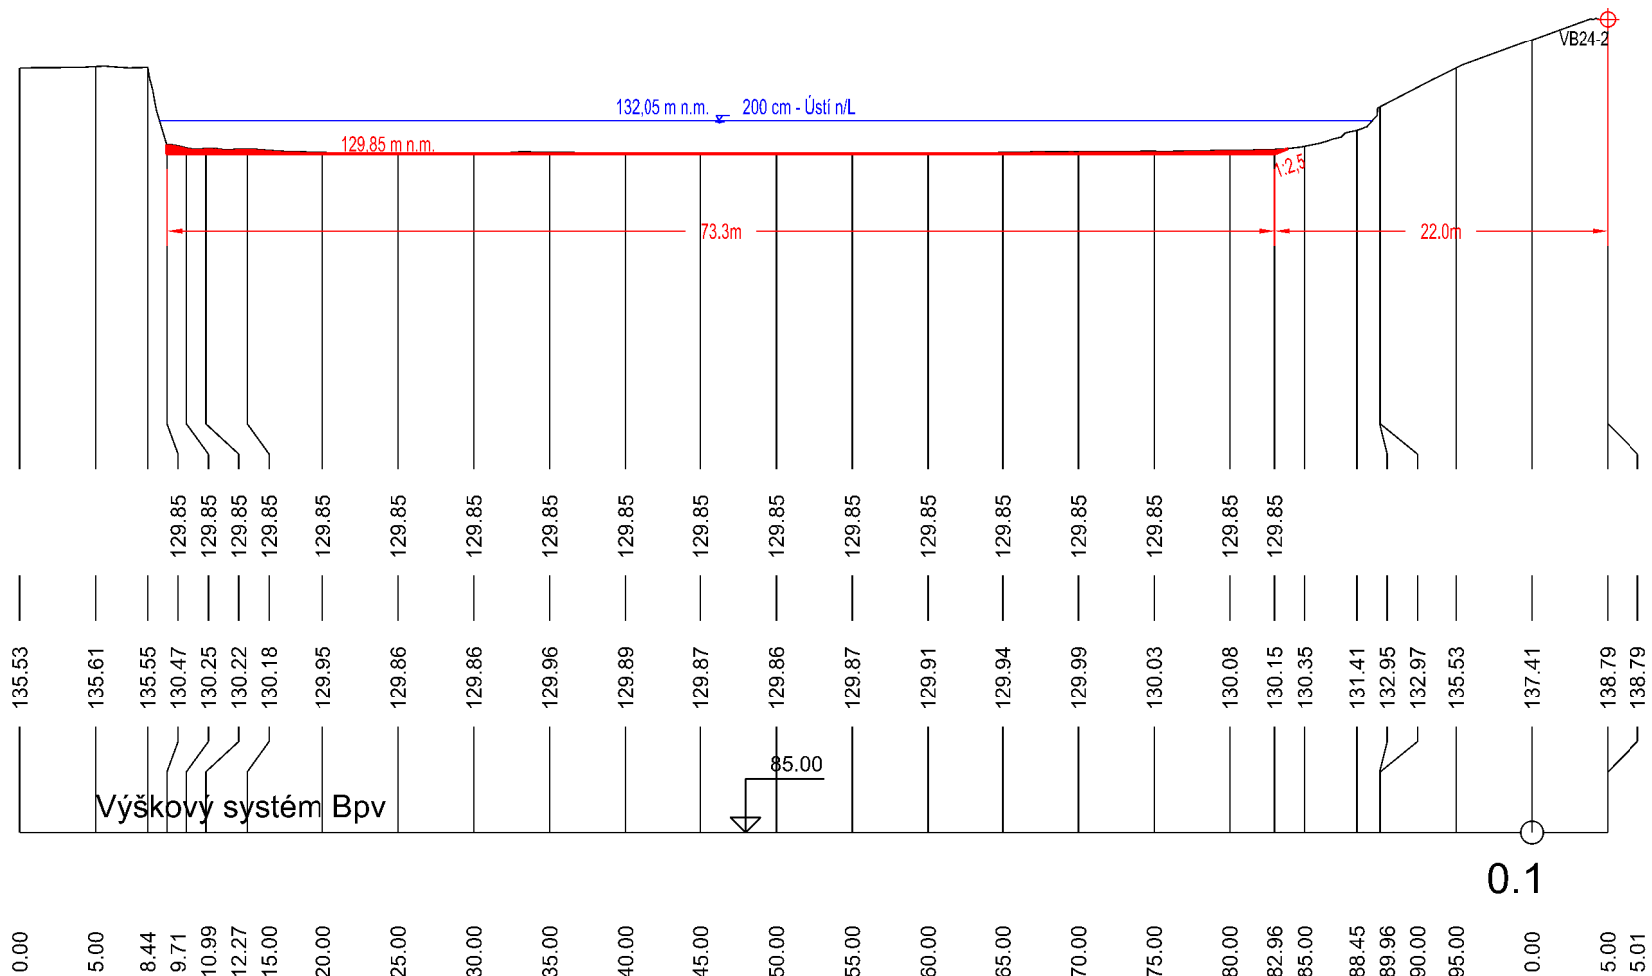 VB24-2
132,05 m n.m.
200 cm - Ústí n/L
129.85 m n.m.
1:2,5
73.3m
22.0m
129.85 129.85 129.85 129.85 129.85 129.85 129.85 129.85 129.85 129.85 129.85 129.85 129.85 129.85 129.85 129.85 129.85 129.85
135.53 135.61 135.55 130.47 130.25 130.22 130.18 129.95 129.86 129.86 129.96 129.89 129.87 129.86 129.87 129.91 129.94 129.99 130.03 130.08 130.15 130.35 131.41 132.95 132.97 135.53 137.41 138.79 138.79
85.00
Výškový systém Bpv
0.1
0.00 5.00 8.44 9.71 10.99 12.27 15.00 20.00 25.00 30.00 35.00 40.00 45.00 50.00 55.00 60.00 65.00 70.00 75.00 80.00 82.96 85.00 88.45 89.96 90.00 95.00 0.00 5.00 5.01